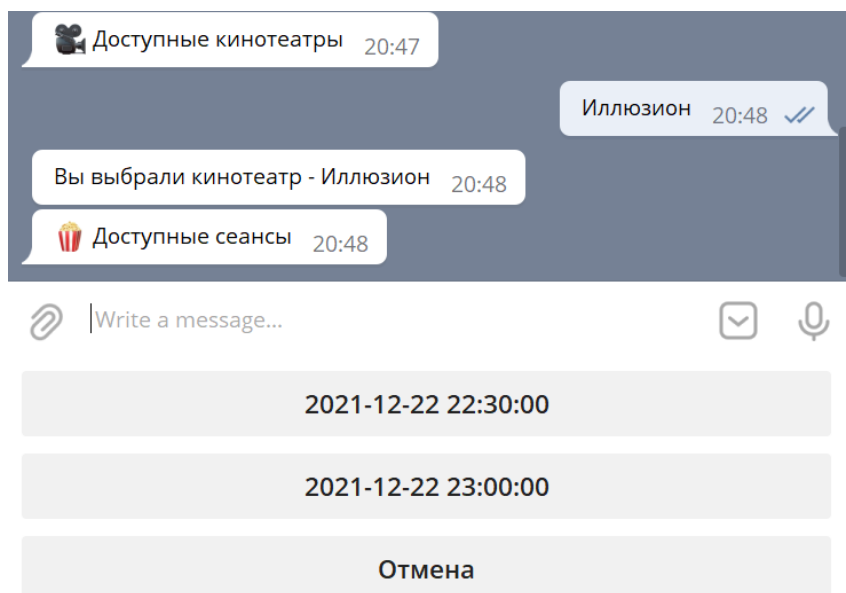 🎥 Доступные кинотеатры 20:47
Иллюзион 20:48
Вы выбрали кинотеатр - Иллюзион 20:48
🍿 Доступные сеансы 20:48
Write a message...
2021-12-22 22:30:00
2021-12-22 23:00:00
Отмена